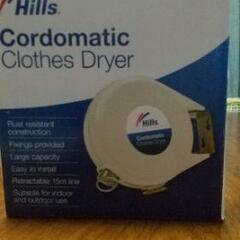 Hills
Cordomatic
Clothes Dryer
Rust resistant
construction
Fixings provided
Large capacity
Easy to install
Retractable 15m line
Suitable for indoor
and outdoor use
Hills
Cordomatic
Clothes Dryer